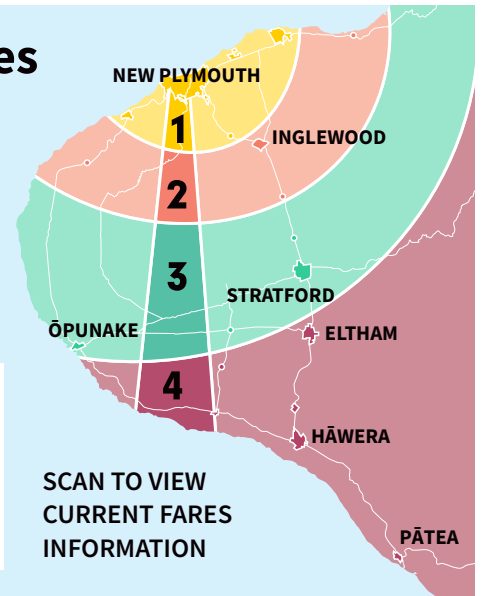 es
NEW PLYMOUTH
1
INGLEWOOD
2
3
STRATFORD
ŌPUNAKE
ELTHAM
4
HĀWERA
SCAN TO VIEW
CURRENT FARES
INFORMATION
PĀTEA